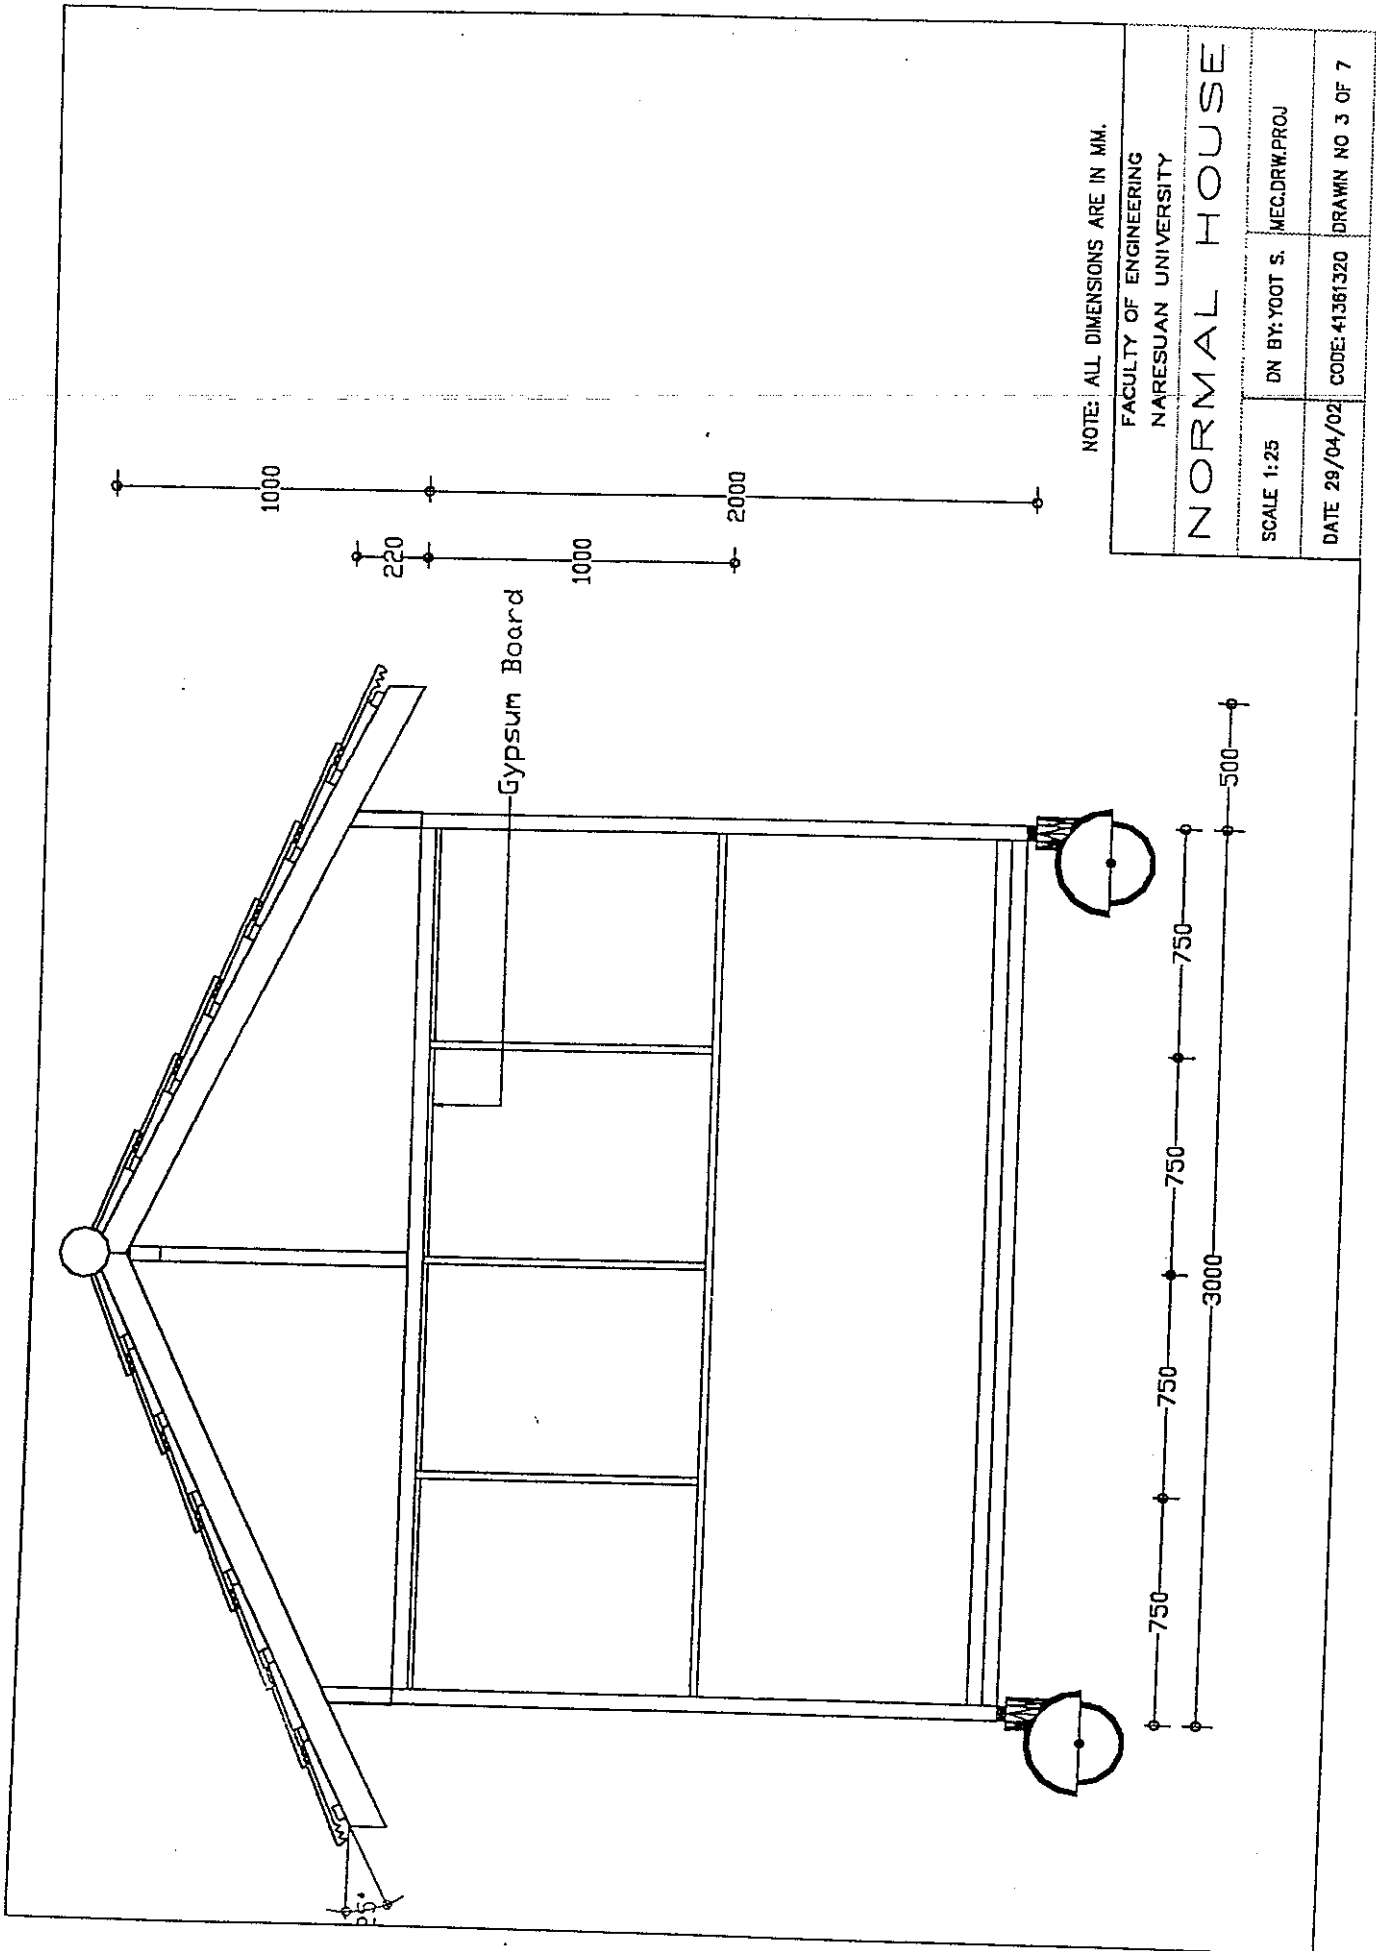 1000
220
2000
1000
Gypsum Board
500
750
750
750
750
3000
NOTE: ALL DIMENSIONS ARE IN MM.
FACULTY OF ENGINEERING
NARESUAN UNIVERSITY
NORMAL HOUSE
SCALE 1:25 DN BY:YOOT S. MEC.DRW.PROJ
DATE 29/04/02 CODE:41361320 DRAWN NO 3 OF 7